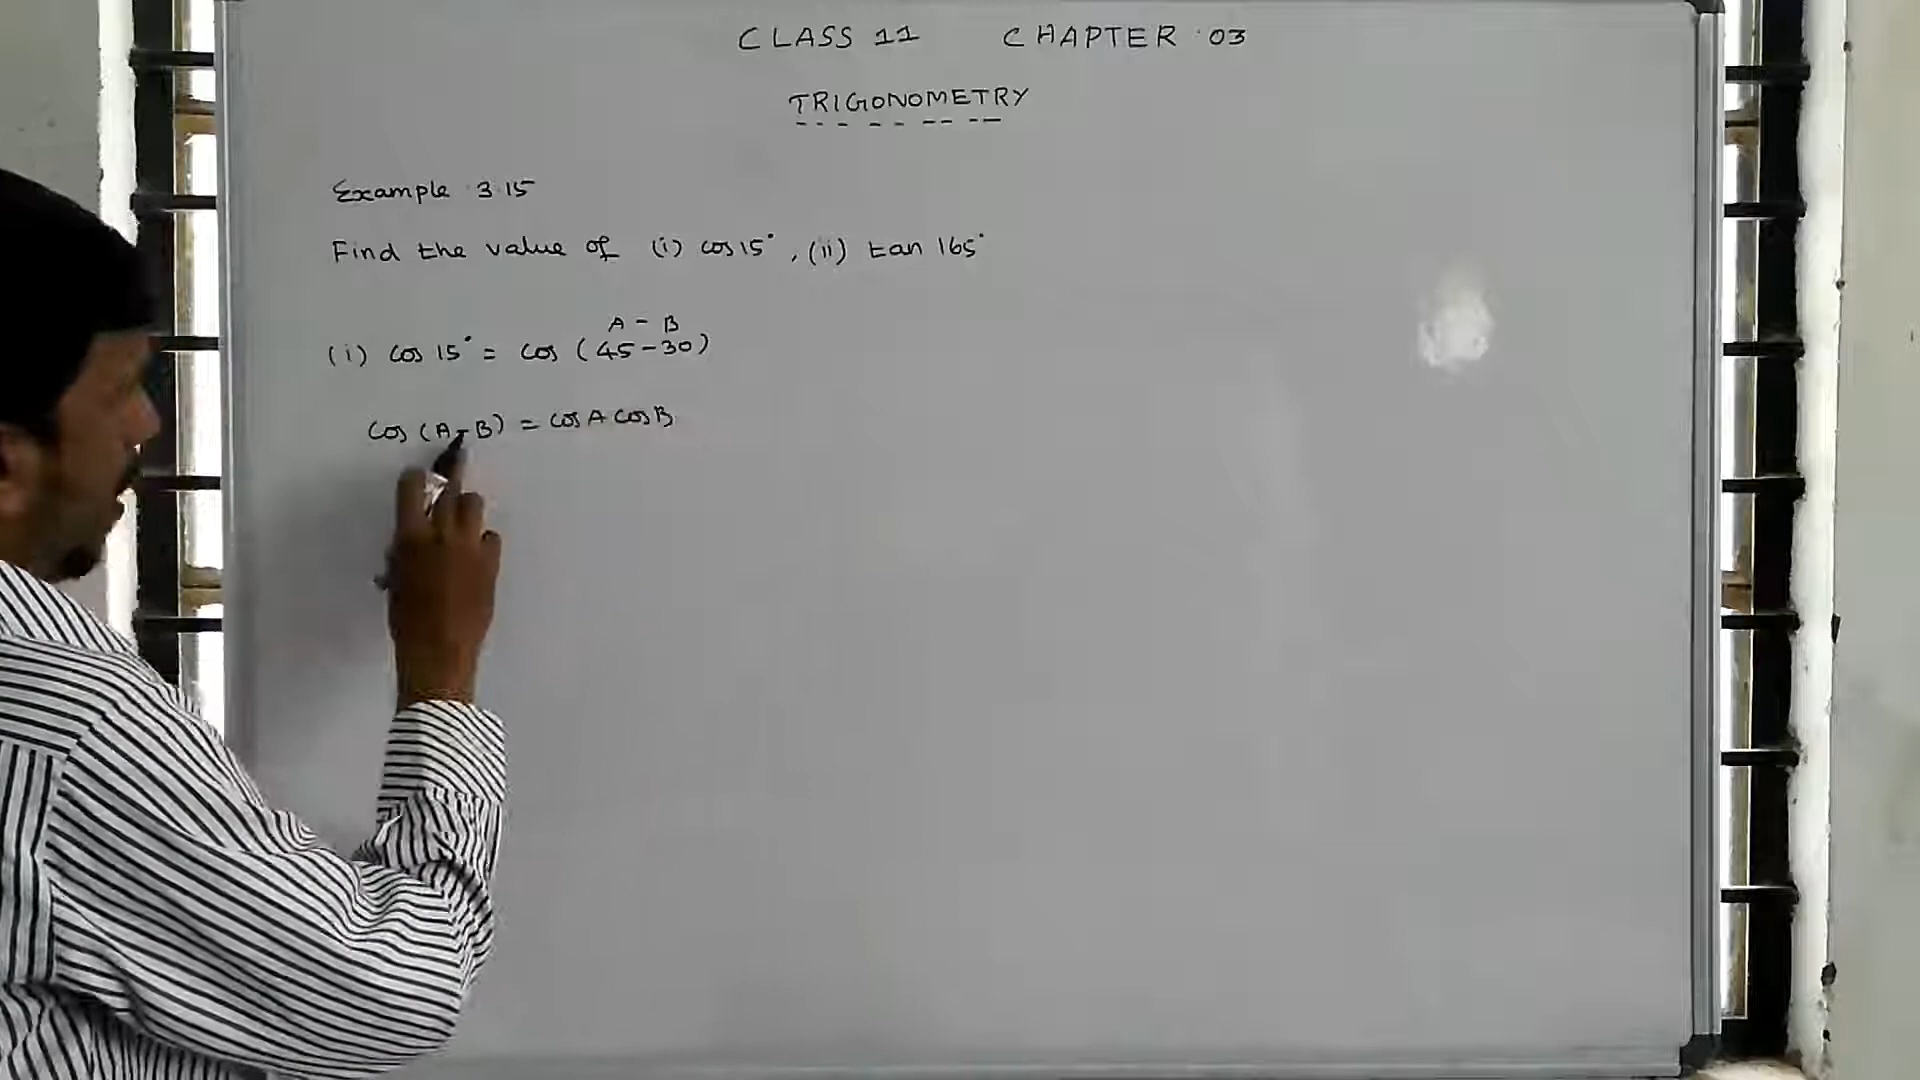 CLASS 11 CHAPTER 03
TRIGONOMETRY
Example 3.15
Find the value of (i) cos 15°, (ii) tan 165°
A - B
(i) cos 15° = cos (45-30)
cos (A-B) = cos A cos B